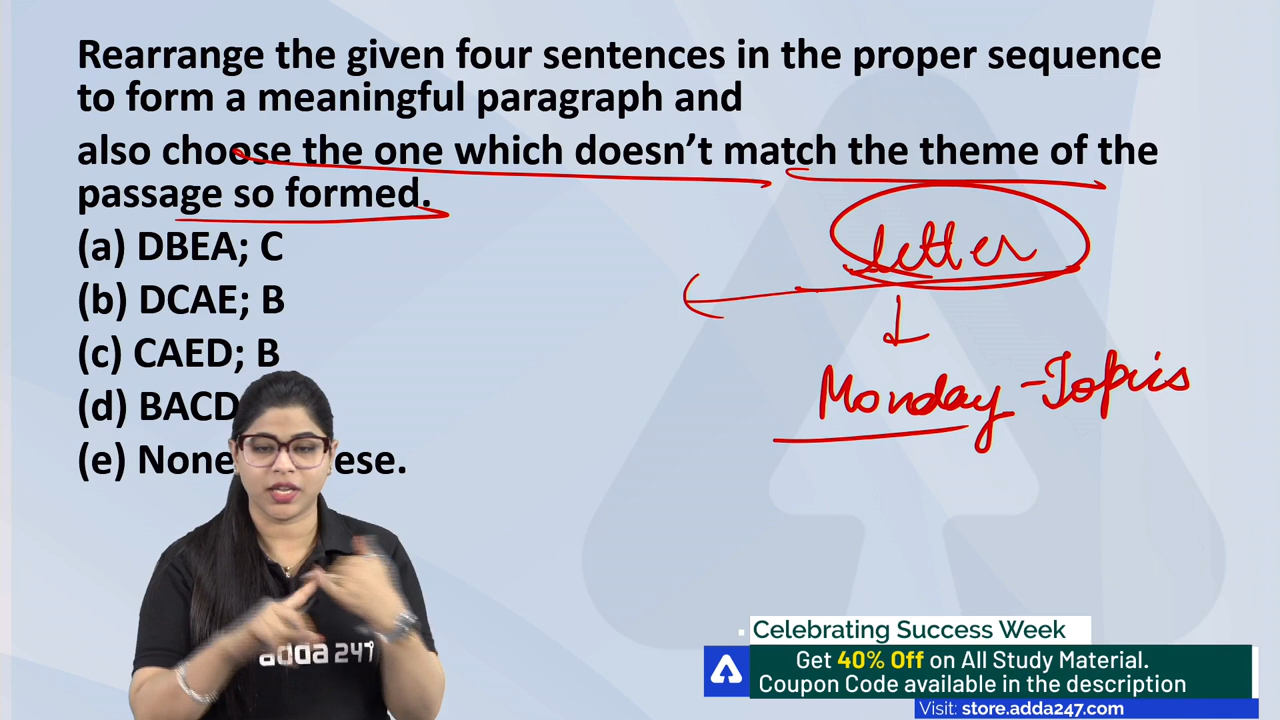 Rearrange the given four sentences in the proper sequence
to form a meaningful paragraph and
also choose the one which doesn't match the theme of the
passage so formed.
(a) DBEA; C
(b) DCAE; B
(c) CAED; B
(d) BACD
(e) None ese.
letter
Monday - Topics
adda 247
Celebrating Success Week
Get 40% Off on All Study Material.
Coupon Code available in the description
Visit: store.adda247.com